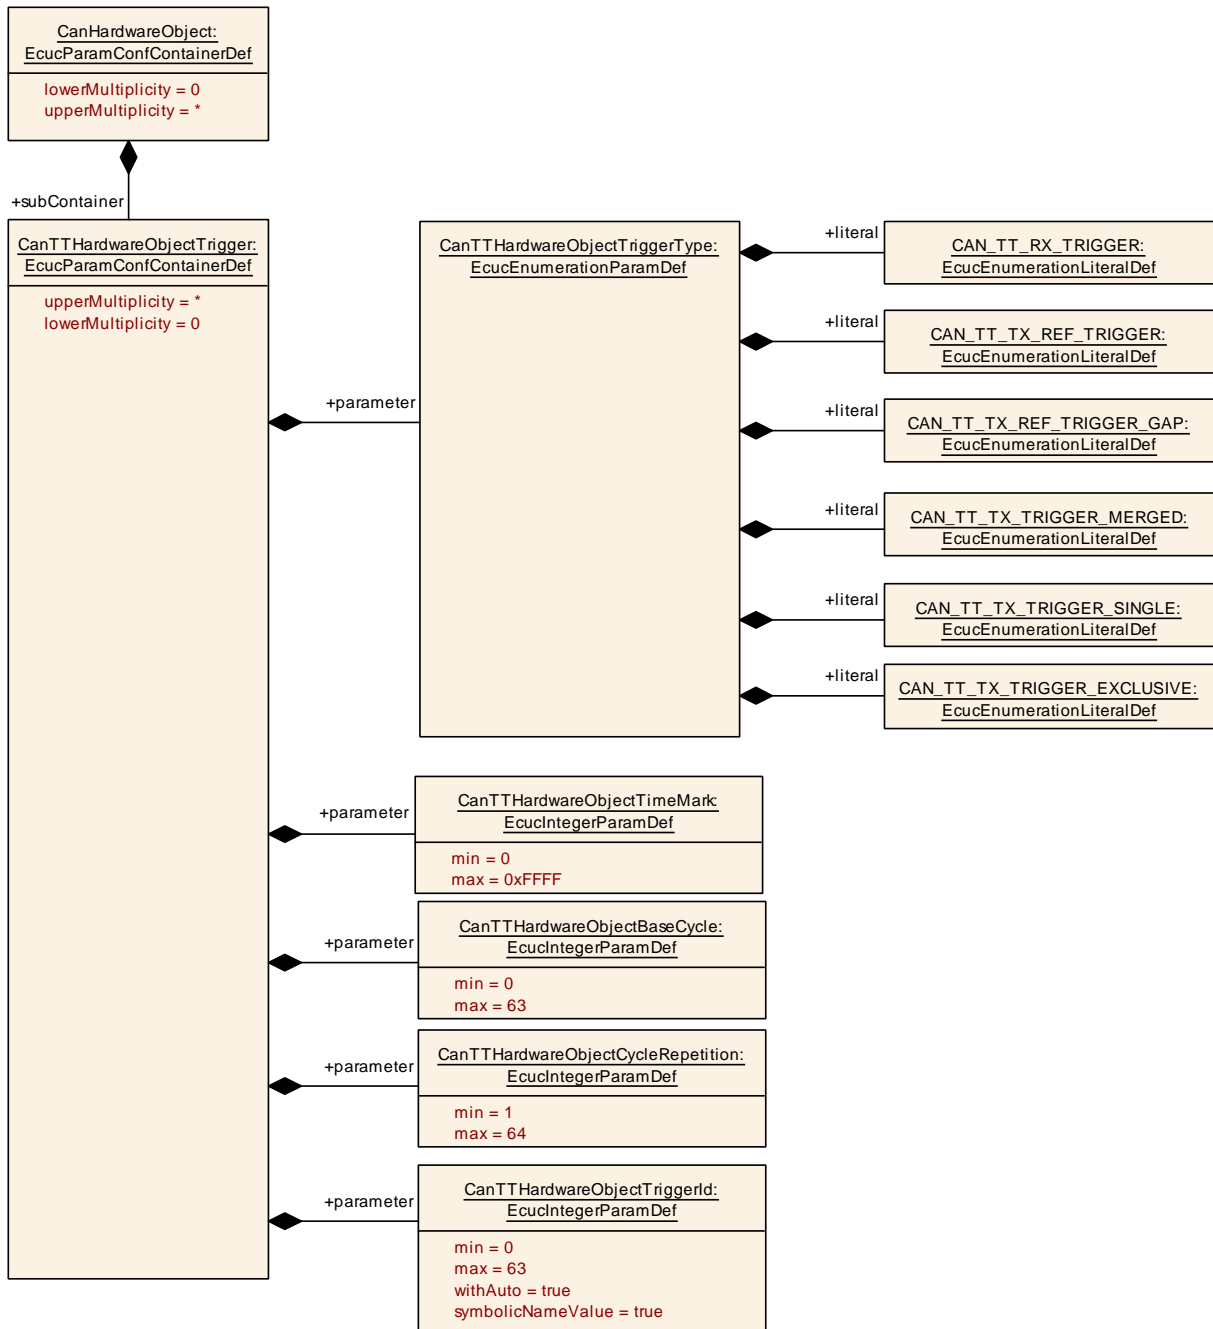 CanHardwareObject:
EcucParamConfContainerDef
lowerMultiplicity = 0
upperMultiplicity = *
+subContainer
CanTTHardwareObjectTrigger:
EcucParamConfContainerDef
upperMultiplicity = *
lowerMultiplicity = 0
+parameter
CanTTHardwareObjectTriggerType:
EcucEnumerationParamDef
+literal
CAN_TT_RX_TRIGGER:
EcucEnumerationLiteralDef
+literal
CAN_TT_TX_REF_TRIGGER:
EcucEnumerationLiteralDef
+literal
CAN_TT_TX_REF_TRIGGER_GAP:
EcucEnumerationLiteralDef
+literal
CAN_TT_TX_TRIGGER_MERGED:
EcucEnumerationLiteralDef
+literal
CAN_TT_TX_TRIGGER_SINGLE:
EcucEnumerationLiteralDef
+literal
CAN_TT_TX_TRIGGER_EXCLUSIVE:
EcucEnumerationLiteralDef
+parameter
CanTTHardwareObjectTimeMark:
EcucIntegerParamDef
min = 0
max = 0xFFFF
+parameter
CanTTHardwareObjectBaseCycle:
EcucIntegerParamDef
min = 0
max = 63
+parameter
CanTTHardwareObjectCycleRepetition:
EcucIntegerParamDef
min = 1
max = 64
+parameter
CanTTHardwareObjectTriggerId:
EcucIntegerParamDef
min = 0
max = 63
withAuto = true
symbolicNameValue = true